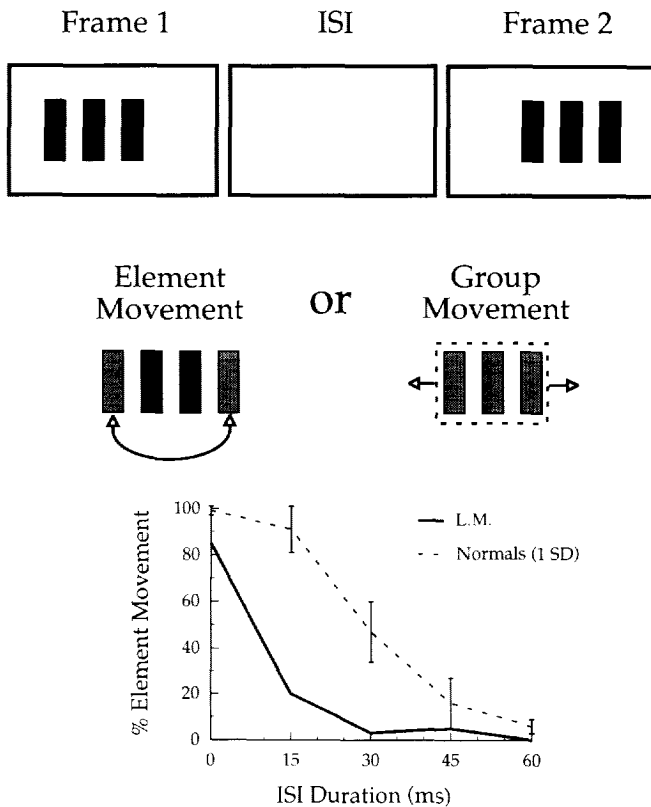 Frame 1 ISI Frame 2
Element Movement or Group Movement
% Element Movement
100
80
60
40
20
0
L.M.
Normals (1 SD)
0 15 30 45 60
ISI Duration (ms)